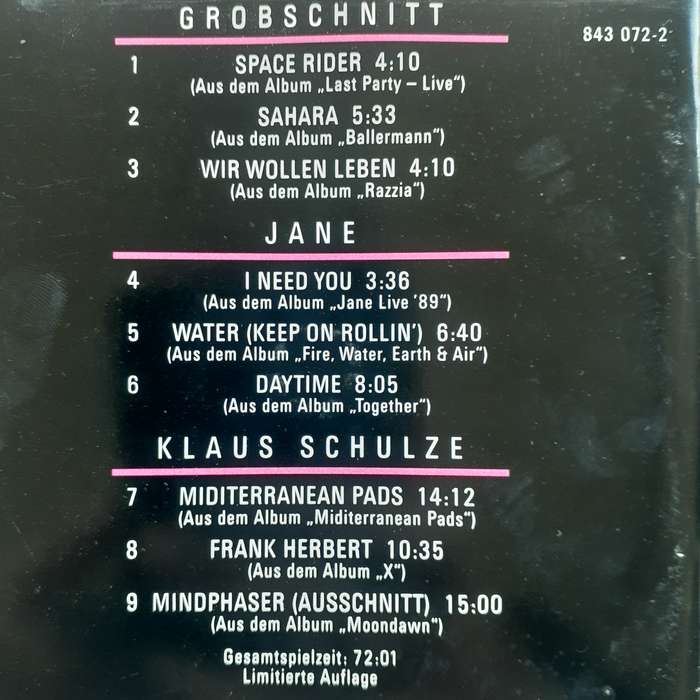 GROBSCHNITT
843 072-2
1 SPACE RIDER 4:10
(Aus dem Album „Last Party – Live“)
2 SAHARA 5:33
(Aus dem Album „Ballermann“)
3 WIR WOLLEN LEBEN 4:10
(Aus dem Album „Razzia“)
JANE
4 I NEED YOU 3:36
(Aus dem Album „Jane Live '89“)
5 WATER (KEEP ON ROLLIN') 6:40
(Aus dem Album „Fire, Water, Earth & Air“)
6 DAYTIME 8:05
(Aus dem Album „Together“)
KLAUS SCHULZE
7 MIDITERRANEAN PADS 14:12
(Aus dem Album „Miditerranean Pads“)
8 FRANK HERBERT 10:35
(Aus dem Album „X“)
9 MINDPHASER (AUSSCHNITT) 15:00
(Aus dem Album „Moondawn“)
Gesamtspielzeit: 72:01
Limitierte Auflage